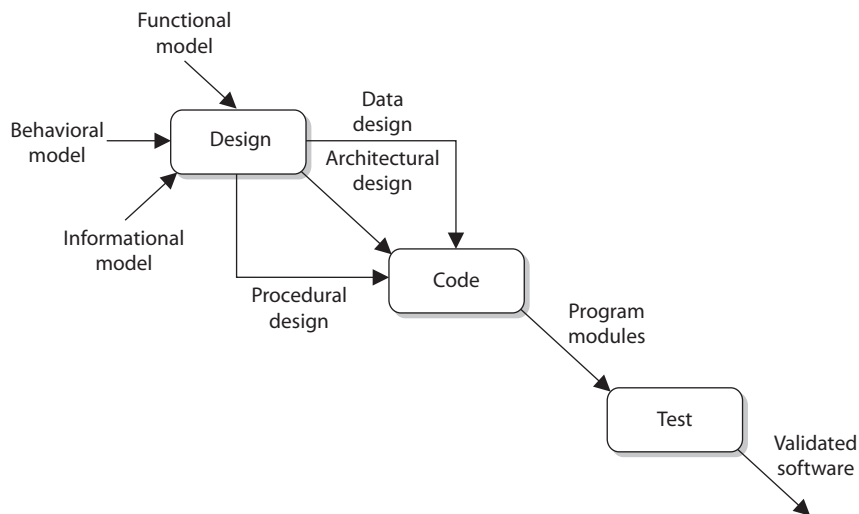 Functional
model
Behavioral
model
Design
Data
design
Architectural
design
Informational
model
Procedural
design
Code
Program
modules
Test
Validated
software